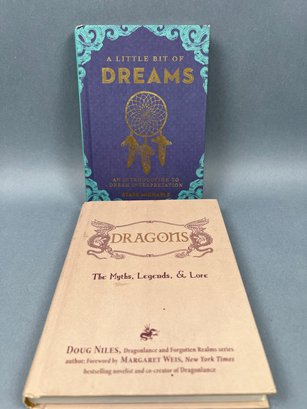 A LITTLE BIT OF
DREAMS
AN INTRODUCTION TO
DREAM INTERPRETATION
DRAGONS
The Myths, Legends, & Lore
DOUG NILES, Dragonlance and Forgotten Realms series
author; Foreword by MARGARET WEIS, New York Times
bestselling novelist and co-creator of Dragonlance